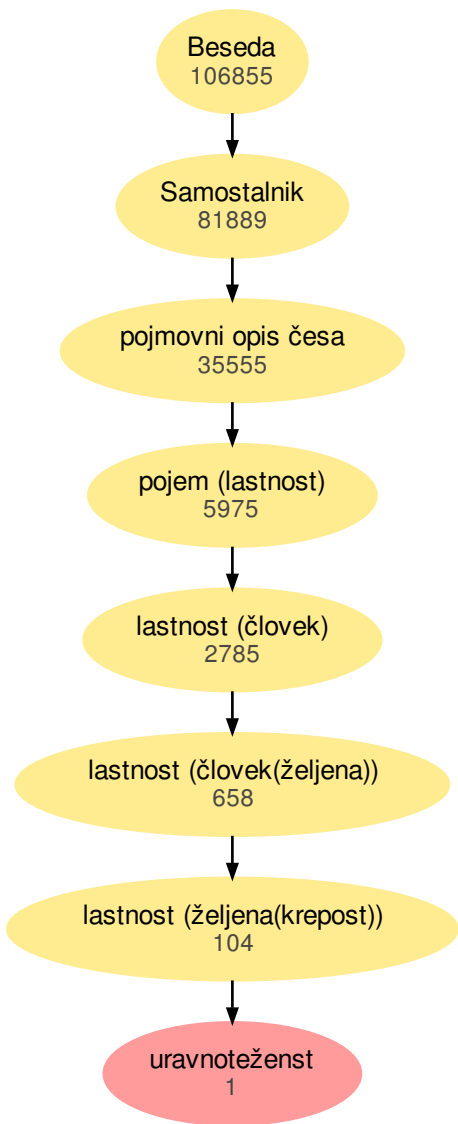 Beseda
106855
Samostalnik
81889
pojmovni opis česa
35555
pojem (lastnost)
5975
lastnost (človek)
2785
lastnost (človek(željena))
658
lastnost (željena(krepost))
104
uravnoteženst
1